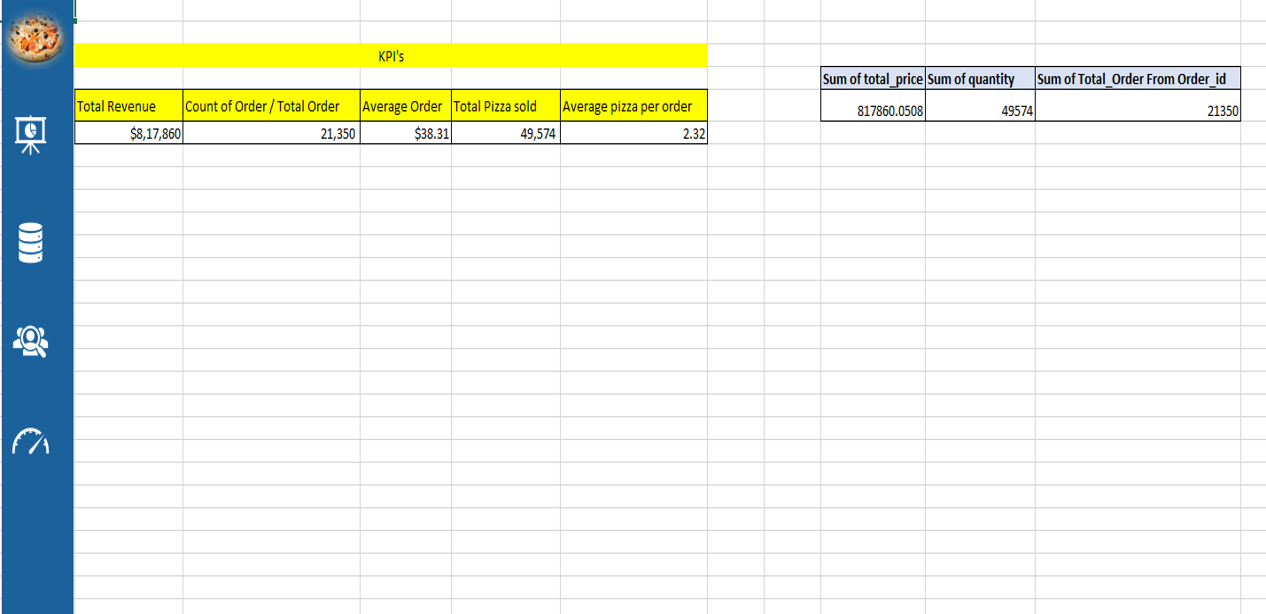 KPI's
Sum of total_price Sum of quantity Sum of Total_Order From Order_id
Total Revenue Count of Order / Total Order Average Order Total Pizza sold Average pizza per order
817860.0508 49574 21350
$8,17,860 21,350 $38.31 49,574 2.32